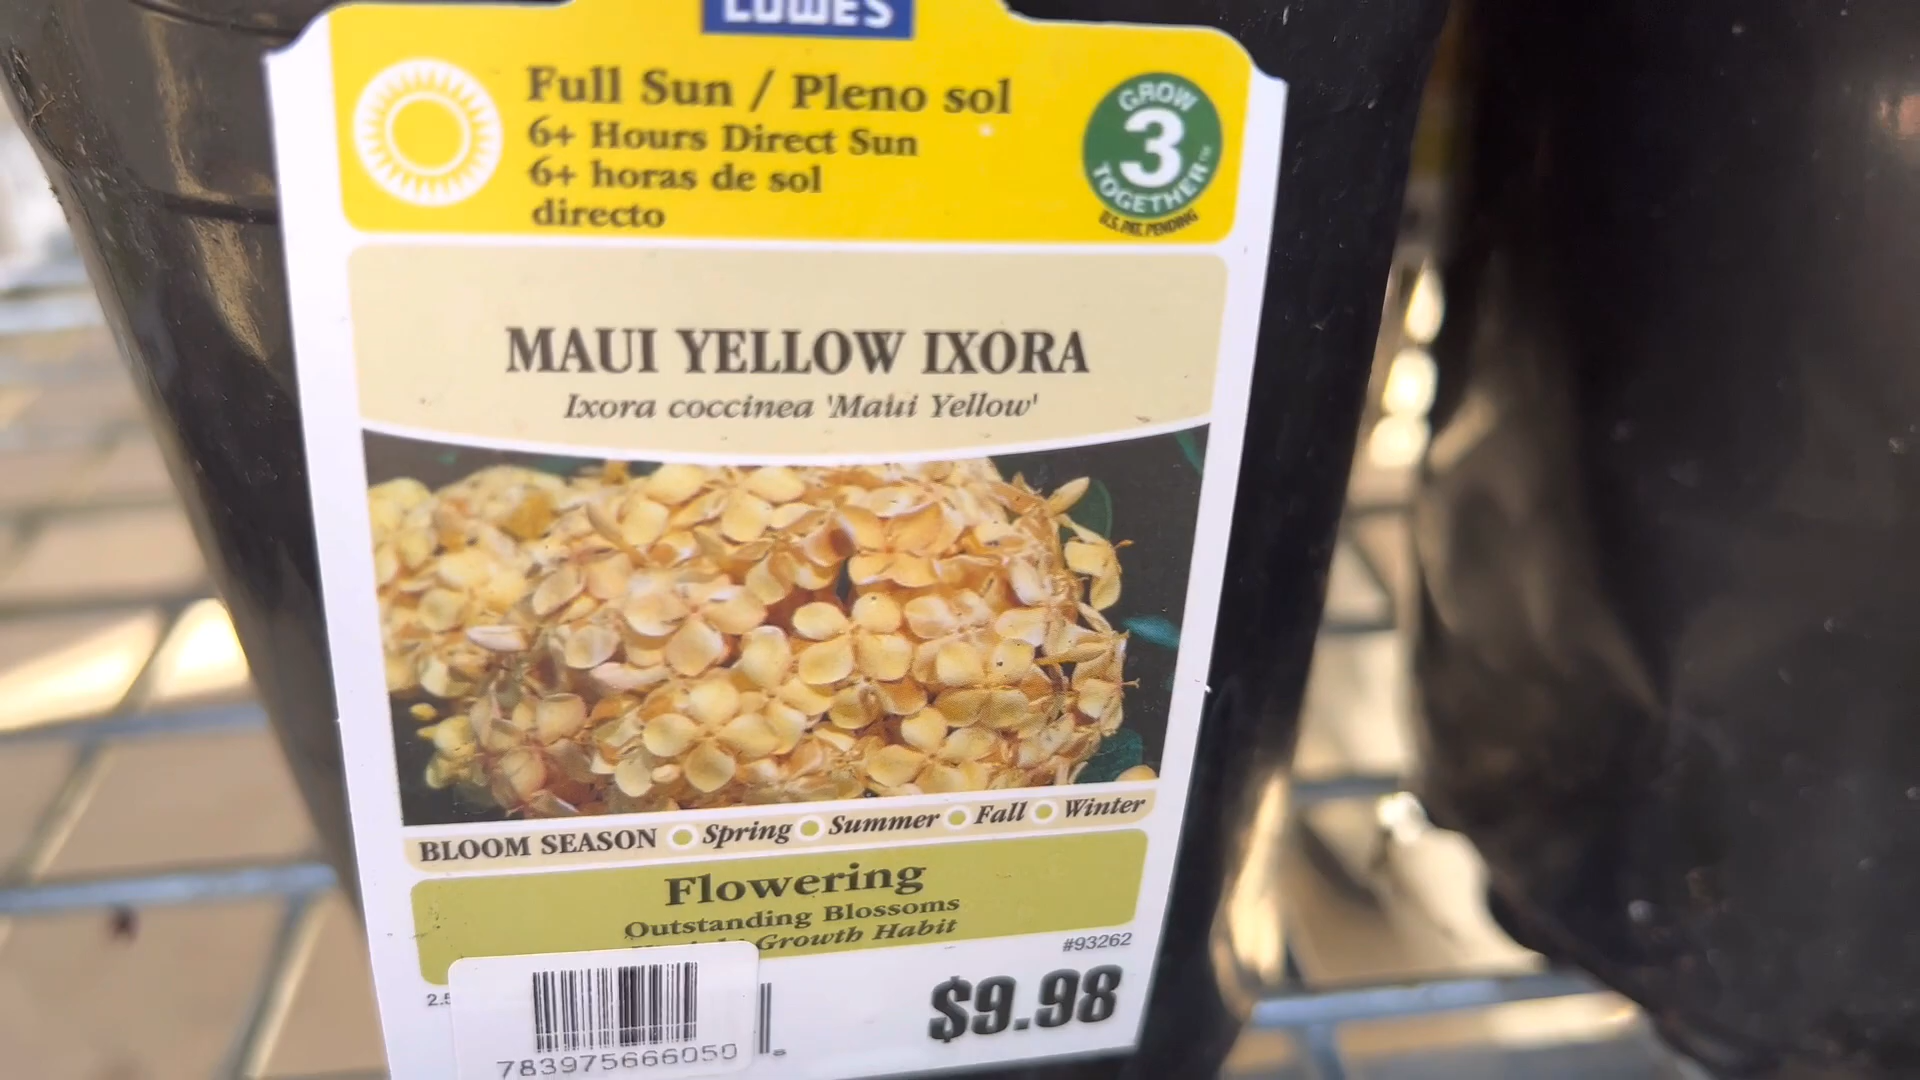 LOWE'S
Full Sun / Pleno sol
6+ Hours Direct Sun
6+ horas de sol
directo
GROW
3
TOGETHER™
U.S. PAT. PENDING
MAUI YELLOW IXORA
Ixora coccinea 'Maui Yellow'
BLOOM SEASON Spring Summer Fall Winter
Flowering
Outstanding Blossoms
Growth Habit
#93262
$9.98
783975666050